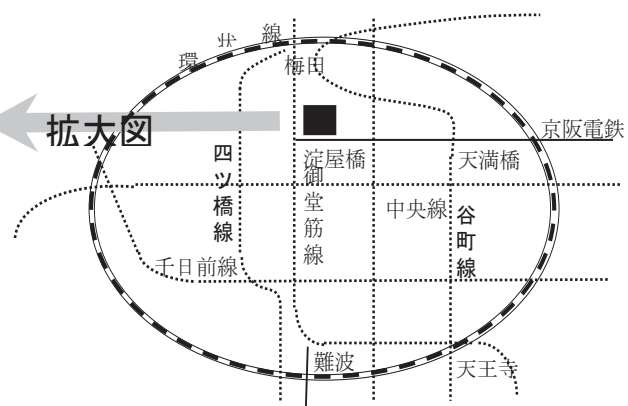 環状線
梅田
拡大図
京阪電鉄
淀屋橋
天満橋
四ツ橋線
御堂筋線
中央線
谷町線
千日前線
難波
天王寺